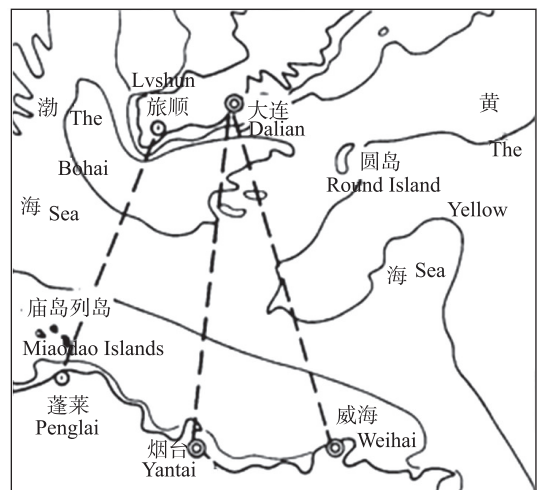 Lvshun
旅顺
大连
Dalian
渤
The
Bohai
海 Sea
黄
The
圆岛
Round Island
Yellow
海 Sea
庙岛列岛
Miaodao Islands
蓬莱
Penglai
烟台
Yantai
威海
Weihai